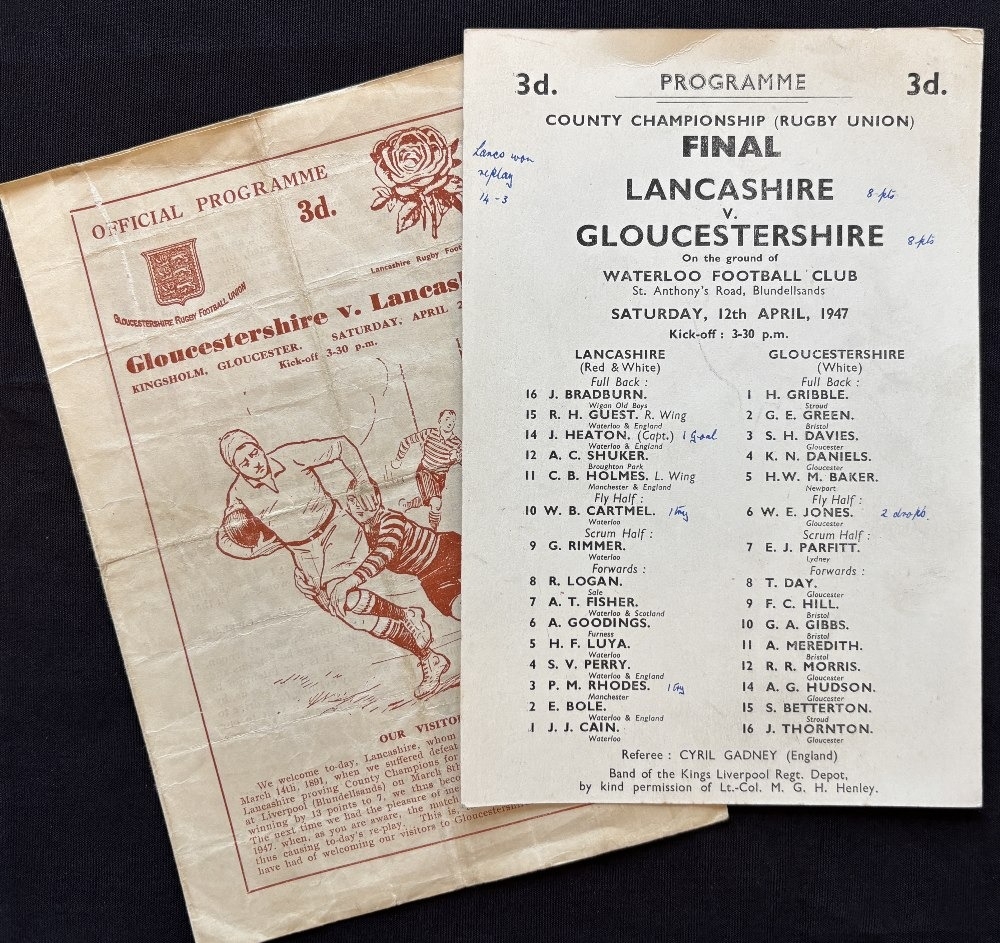 OFFICIAL PROGRAMME
3d.
GLOUCESTERSHIRE RUGBY FOOTBALL UNION
Lancashire Rugby Foot
Gloucestershire v. Lancas
KINGSHOLM, GLOUCESTER. SATURDAY, APRIL
Kick-off 3-30 p.m.
OUR VISITO
We welcome to-day, Lancashire, whom
March 14th, 1891, when we suffered defeat
Lancashire proving County Champions for
at Liverpool (Blundellsands) on March 8th
winning by 13 points to 7, we thus bec
The next time we had the pleasure of me
1947, when, as you are aware, the match
thus causing to-day's re-play. This is,
have had of welcoming our visitors to Gloucestersh
3d. PROGRAMME 3d.
COUNTY CHAMPIONSHIP (RUGBY UNION)
FINAL
Lancs won
replay
14-3
LANCASHIRE 8 pts
V.
GLOUCESTERSHIRE 8 pts
On the ground of
WATERLOO FOOTBALL CLUB
St. Anthony's Road, Blundellsands
SATURDAY, 12th APRIL, 1947
Kick-off : 3-30 p.m.
LANCASHIRE
(Red & White)
Full Back :
16 J. BRADBURN.
Wigan Old Boys
15 R. H. GUEST. R. Wing
Waterloo & England
14 J. HEATON. (Capt.) 1 Goal
Waterloo & England
12 A. C. SHUKER.
Broughton Park
11 C. B. HOLMES. L. Wing
Manchester & England
Fly Half :
10 W. B. CARTMEL. 1 try
Waterloo
Scrum Half :
9 G. RIMMER.
Waterloo
Forwards :
8 R. LOGAN.
Sale
7 A. T. FISHER.
Waterloo & Scotland
6 A. GOODINGS.
Furness
5 H. F. LUYA.
Waterloo
4 S. V. PERRY.
Waterloo & England
3 P. M. RHODES. 1 try
Manchester
2 E. BOLE.
Waterloo & England
1 J. J. CAIN.
Waterloo
GLOUCESTERSHIRE
(White)
Full Back :
1 H. GRIBBLE.
Stroud
2 G. E. GREEN.
Bristol
3 S. H. DAVIES.
Gloucester
4 K. N. DANIELS.
Gloucester
5 H.W. M. BAKER.
Newport
Fly Half :
6 W. E. JONES. 2 drops.
Gloucester
Scrum Half :
7 E. J. PARFITT.
Lydney
Forwards :
8 T. DAY.
Gloucester
9 F. C. HILL.
Bristol
10 G. A. GIBBS.
Bristol
11 A. MEREDITH.
Bristol
12 R. R. MORRIS.
Gloucester
14 A. G. HUDSON.
Gloucester
15 S. BETTERTON.
Stroud
16 J. THORNTON.
Gloucester
Referee : CYRIL GADNEY (England)
Band of the Kings Liverpool Regt. Depot,
by kind permission of Lt.-Col. M. G. H. Henley.